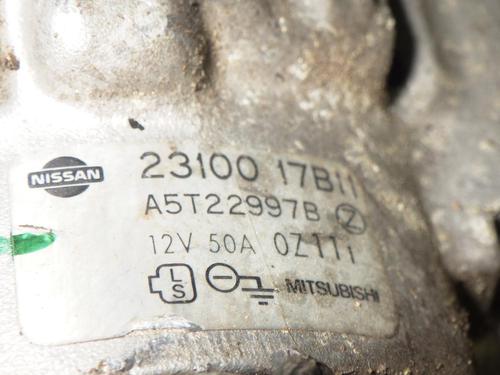 NISSAN 23100 17B11
A5T22997B Z
12V 50A 0Z111
L S MITSUBISHI